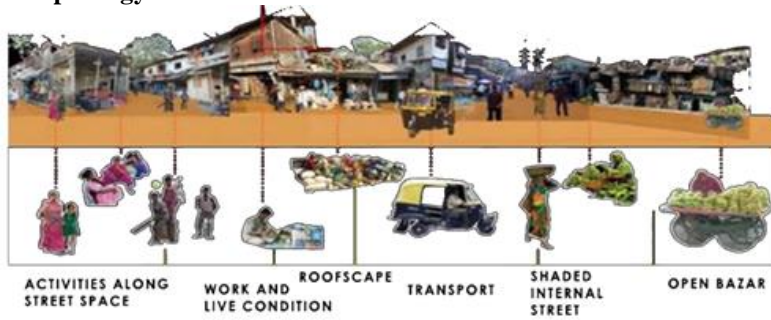 ACTIVITIES ALONG
STREET SPACE
WORK AND
LIVE CONDITION
ROOFSCAPE
TRANSPORT
SHADED
INTERNAL
STREET
OPEN BAZAR